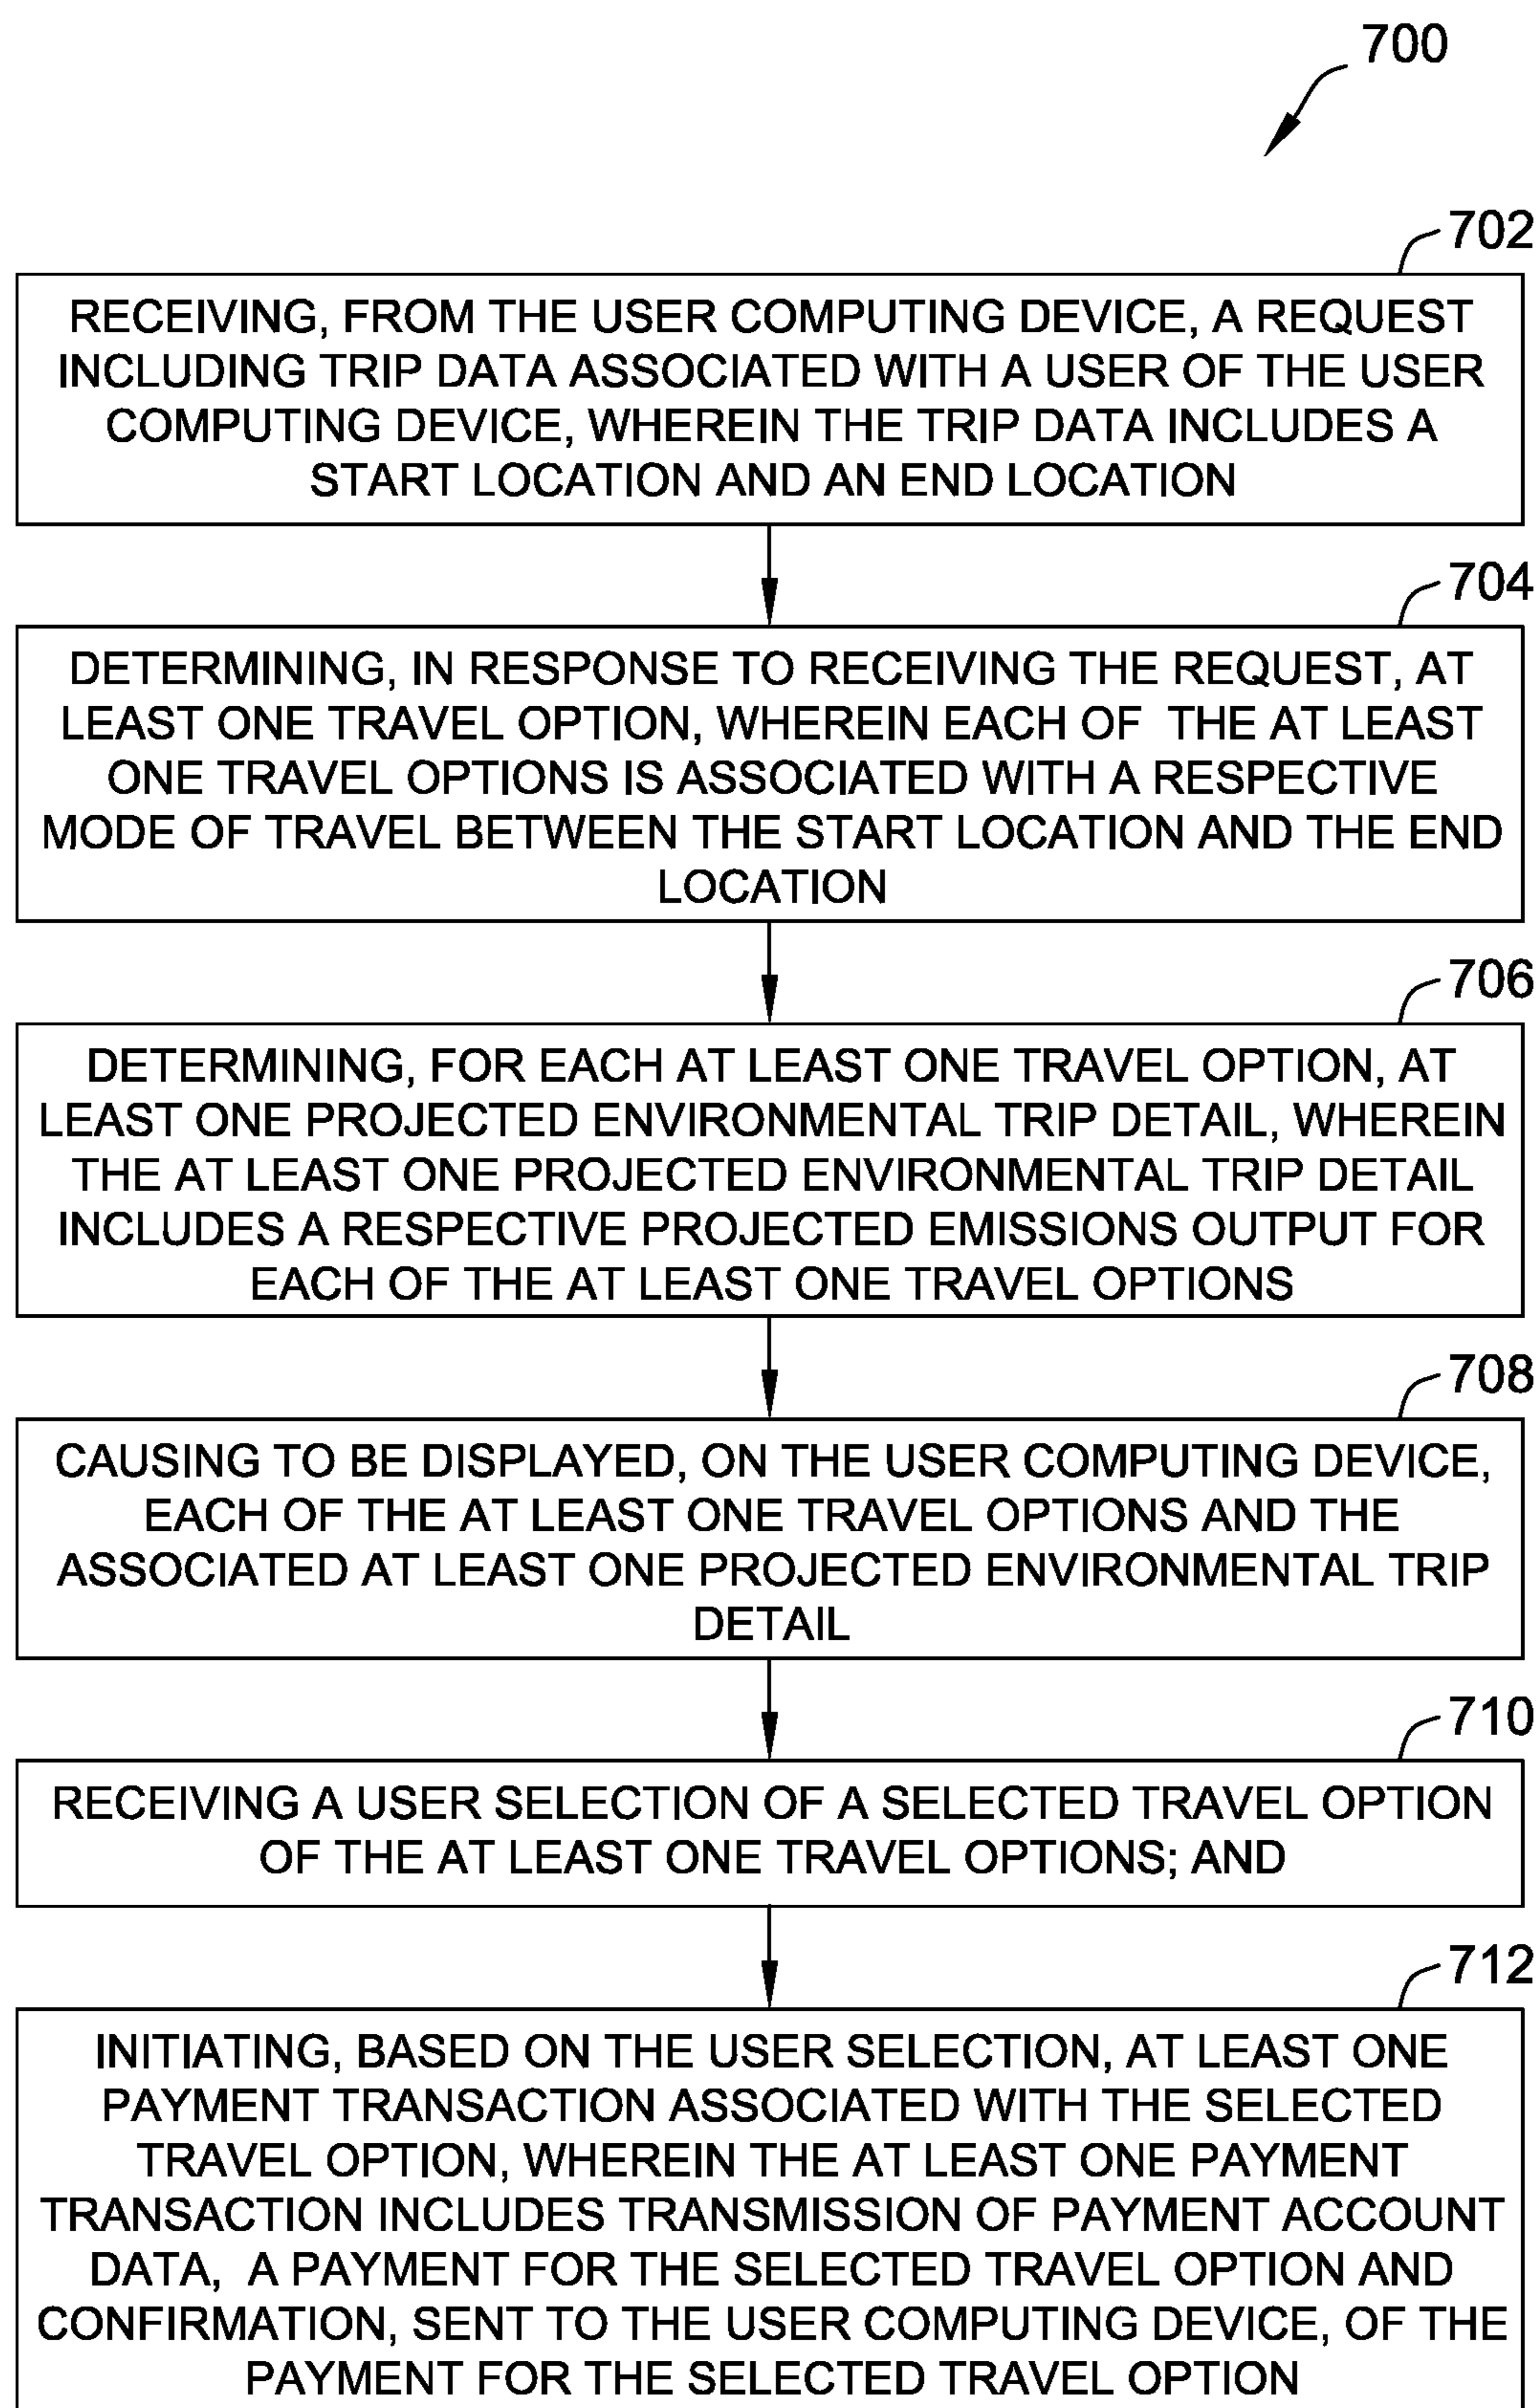 700
702
RECEIVING, FROM THE USER COMPUTING DEVICE, A REQUEST
INCLUDING TRIP DATA ASSOCIATED WITH A USER OF THE USER
COMPUTING DEVICE, WHEREIN THE TRIP DATA INCLUDES A
START LOCATION AND AN END LOCATION
704
DETERMINING, IN RESPONSE TO RECEIVING THE REQUEST, AT
LEAST ONE TRAVEL OPTION, WHEREIN EACH OF THE AT LEAST
ONE TRAVEL OPTIONS IS ASSOCIATED WITH A RESPECTIVE
MODE OF TRAVEL BETWEEN THE START LOCATION AND THE END
LOCATION
706
DETERMINING, FOR EACH AT LEAST ONE TRAVEL OPTION, AT
LEAST ONE PROJECTED ENVIRONMENTAL TRIP DETAIL, WHEREIN
THE AT LEAST ONE PROJECTED ENVIRONMENTAL TRIP DETAIL
INCLUDES A RESPECTIVE PROJECTED EMISSIONS OUTPUT FOR
EACH OF THE AT LEAST ONE TRAVEL OPTIONS
708
CAUSING TO BE DISPLAYED, ON THE USER COMPUTING DEVICE,
EACH OF THE AT LEAST ONE TRAVEL OPTIONS AND THE
ASSOCIATED AT LEAST ONE PROJECTED ENVIRONMENTAL TRIP
DETAIL
710
RECEIVING A USER SELECTION OF A SELECTED TRAVEL OPTION
OF THE AT LEAST ONE TRAVEL OPTIONS; AND
712
INITIATING, BASED ON THE USER SELECTION, AT LEAST ONE
PAYMENT TRANSACTION ASSOCIATED WITH THE SELECTED
TRAVEL OPTION, WHEREIN THE AT LEAST ONE PAYMENT
TRANSACTION INCLUDES TRANSMISSION OF PAYMENT ACCOUNT
DATA, A PAYMENT FOR THE SELECTED TRAVEL OPTION AND
CONFIRMATION, SENT TO THE USER COMPUTING DEVICE, OF THE
PAYMENT FOR THE SELECTED TRAVEL OPTION